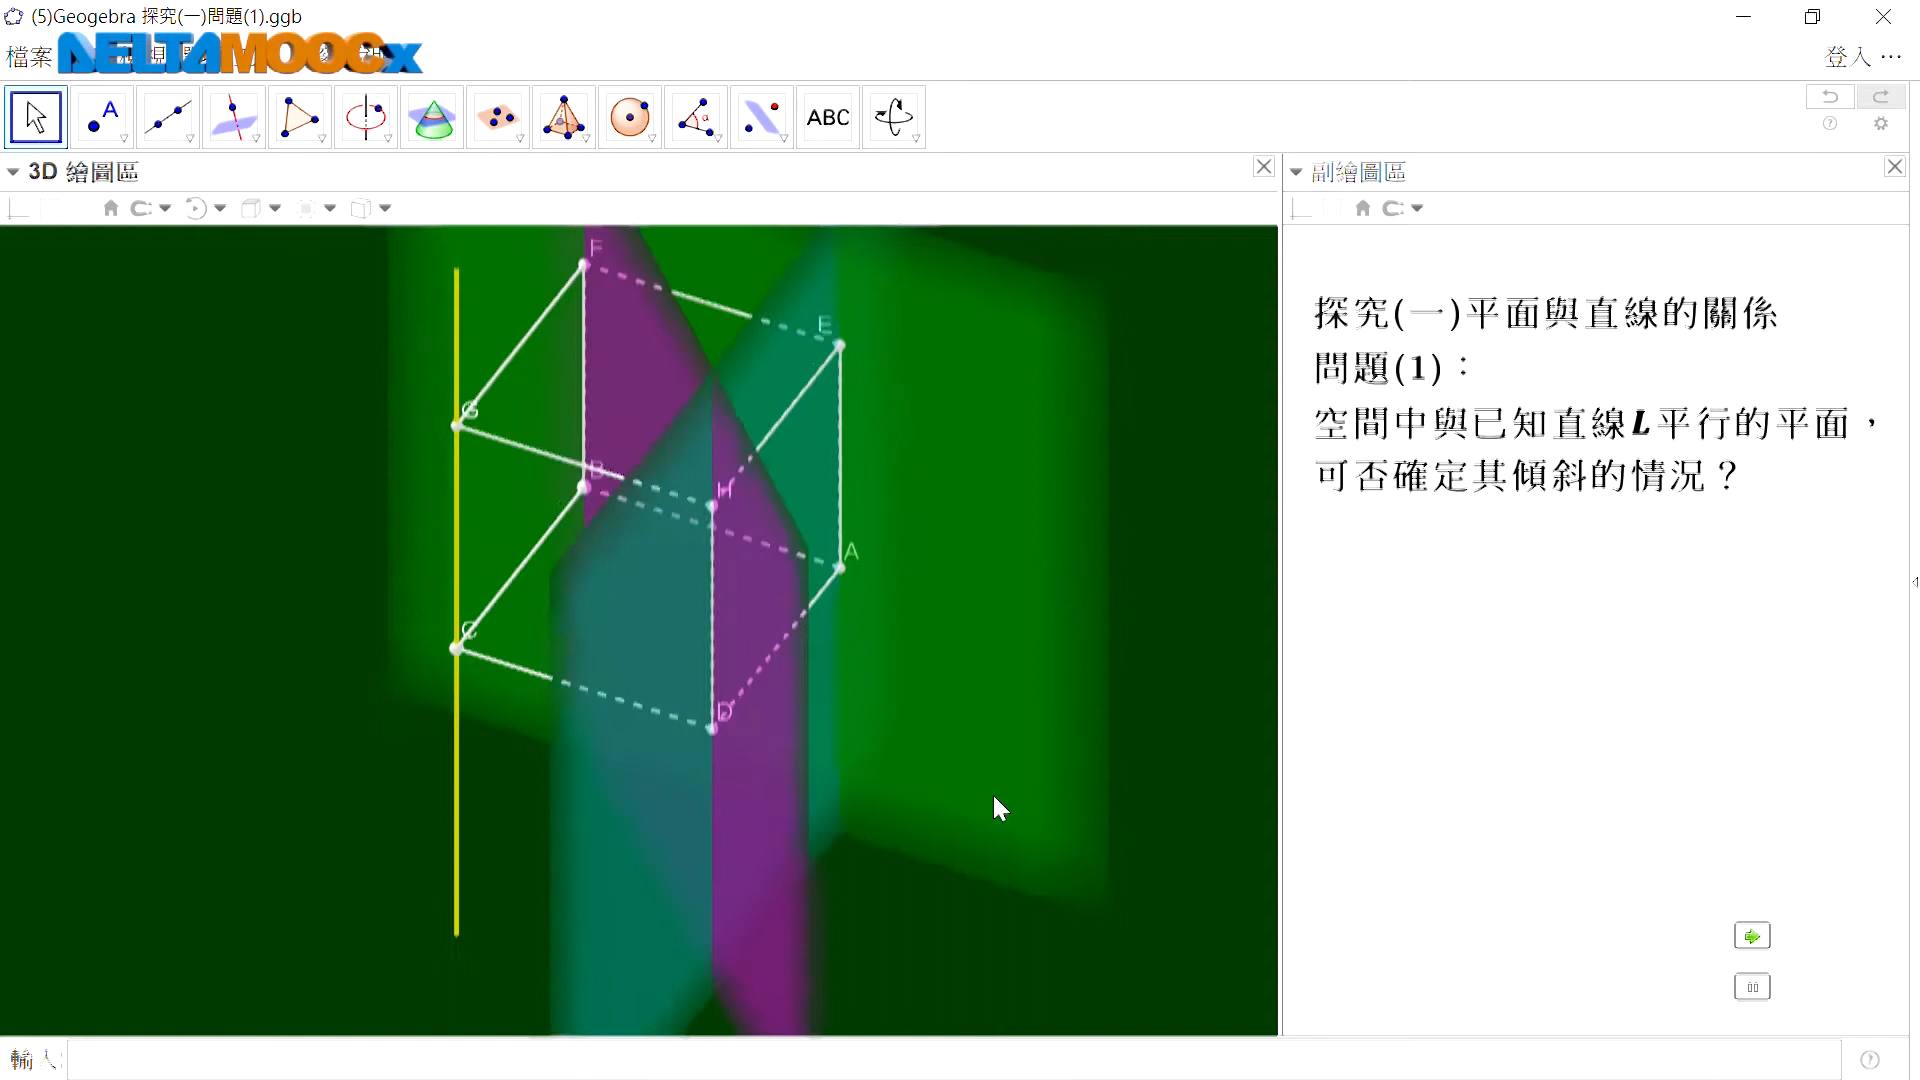 (5)Geogebra 探究(一)問題(1).ggb
檔案
DELTAMOOCx
登入 ...
A
α
ABC
3D 繪圖區
副繪圖區
F
E
G
B
H
A
C
D
探究(一)平面與直線的關係
問題(1)：
空間中與已知直線L平行的平面，
可否確定其傾斜的情況？
輸入: